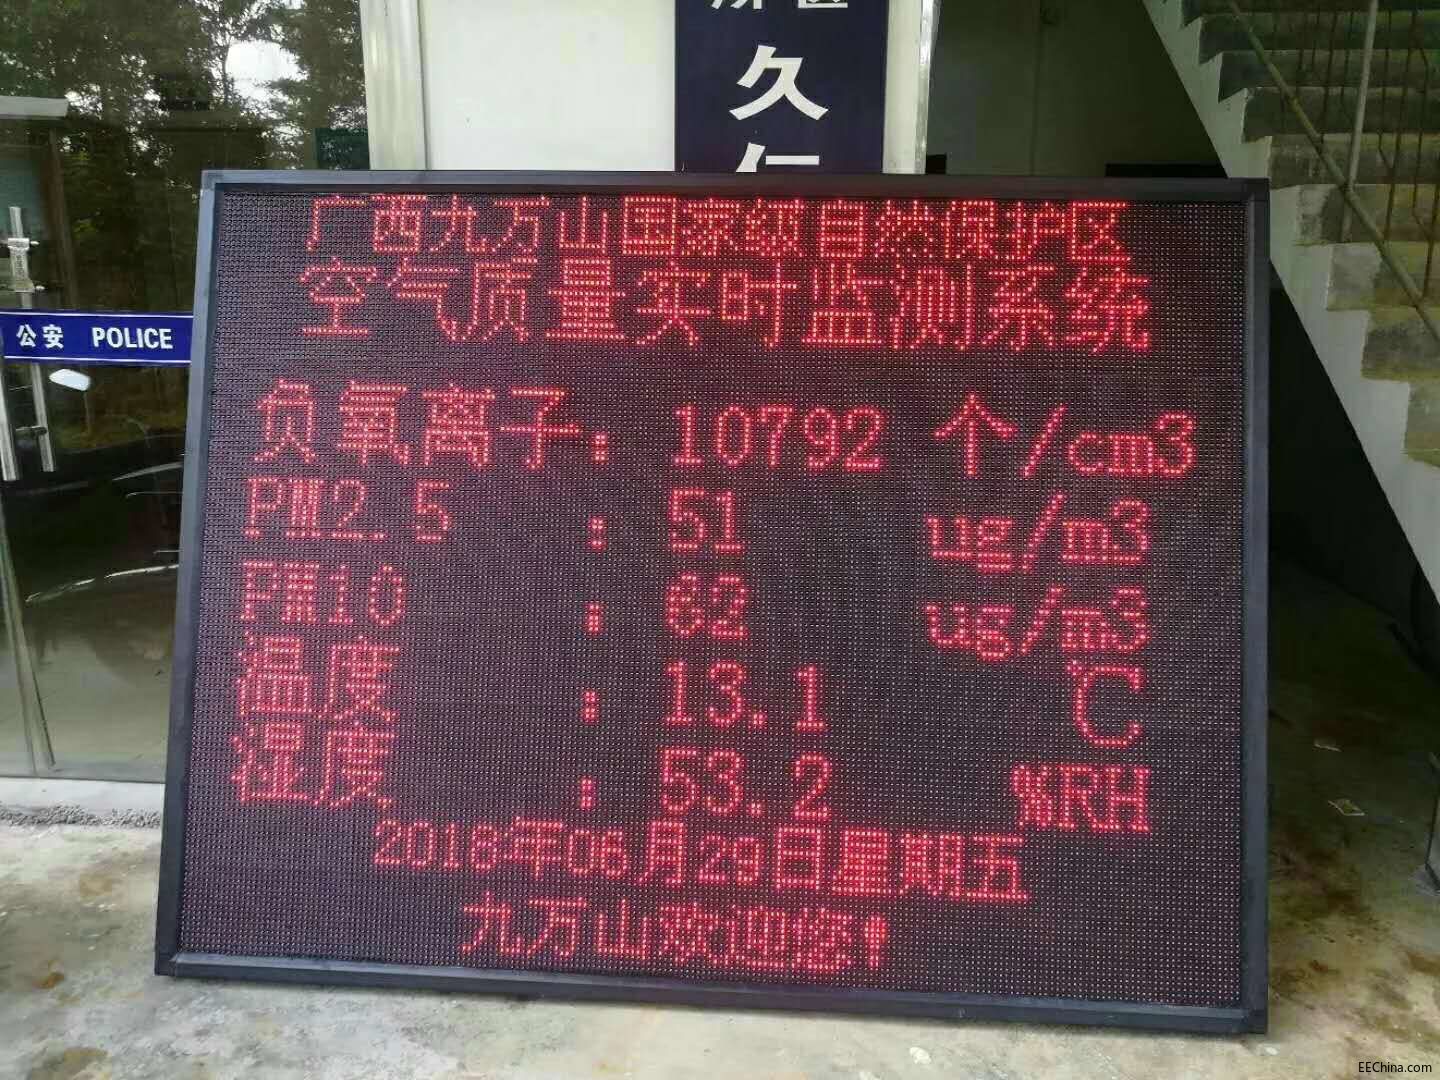 久
公安 POLICE
广西九万山国家级自然保护区
空气质量实时监测系统
负氧离子: 10792 个/cm3
PM2.5 : 51 ug/m3
PM10 : 62 ug/m3
温度 : 13.1 ℃
湿度 : 53.2 %RH
2018年06月29日星期五
九万山欢迎您!
EEChina.com